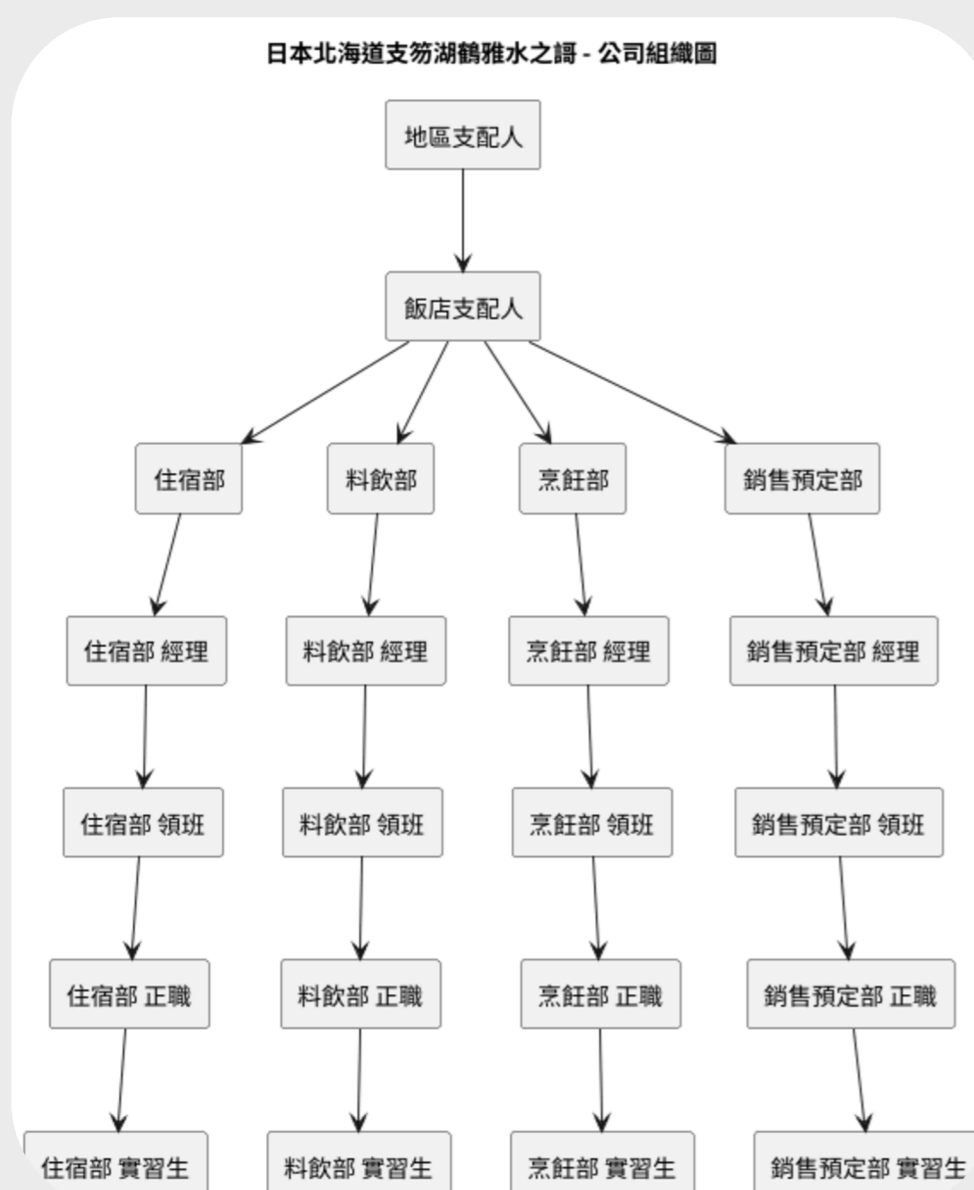 日本北海道支笏湖鶴雅水之謌 - 公司組織圖
地區支配人
飯店支配人
住宿部
料飲部
烹飪部
銷售預定部
住宿部 經理
料飲部 經理
烹飪部 經理
銷售預定部 經理
住宿部 領班
料飲部 領班
烹飪部 領班
銷售預定部 領班
住宿部 正職
料飲部 正職
烹飪部 正職
銷售預定部 正職
住宿部 實習生
料飲部 實習生
烹飪部 實習生
銷售預定部 實習生